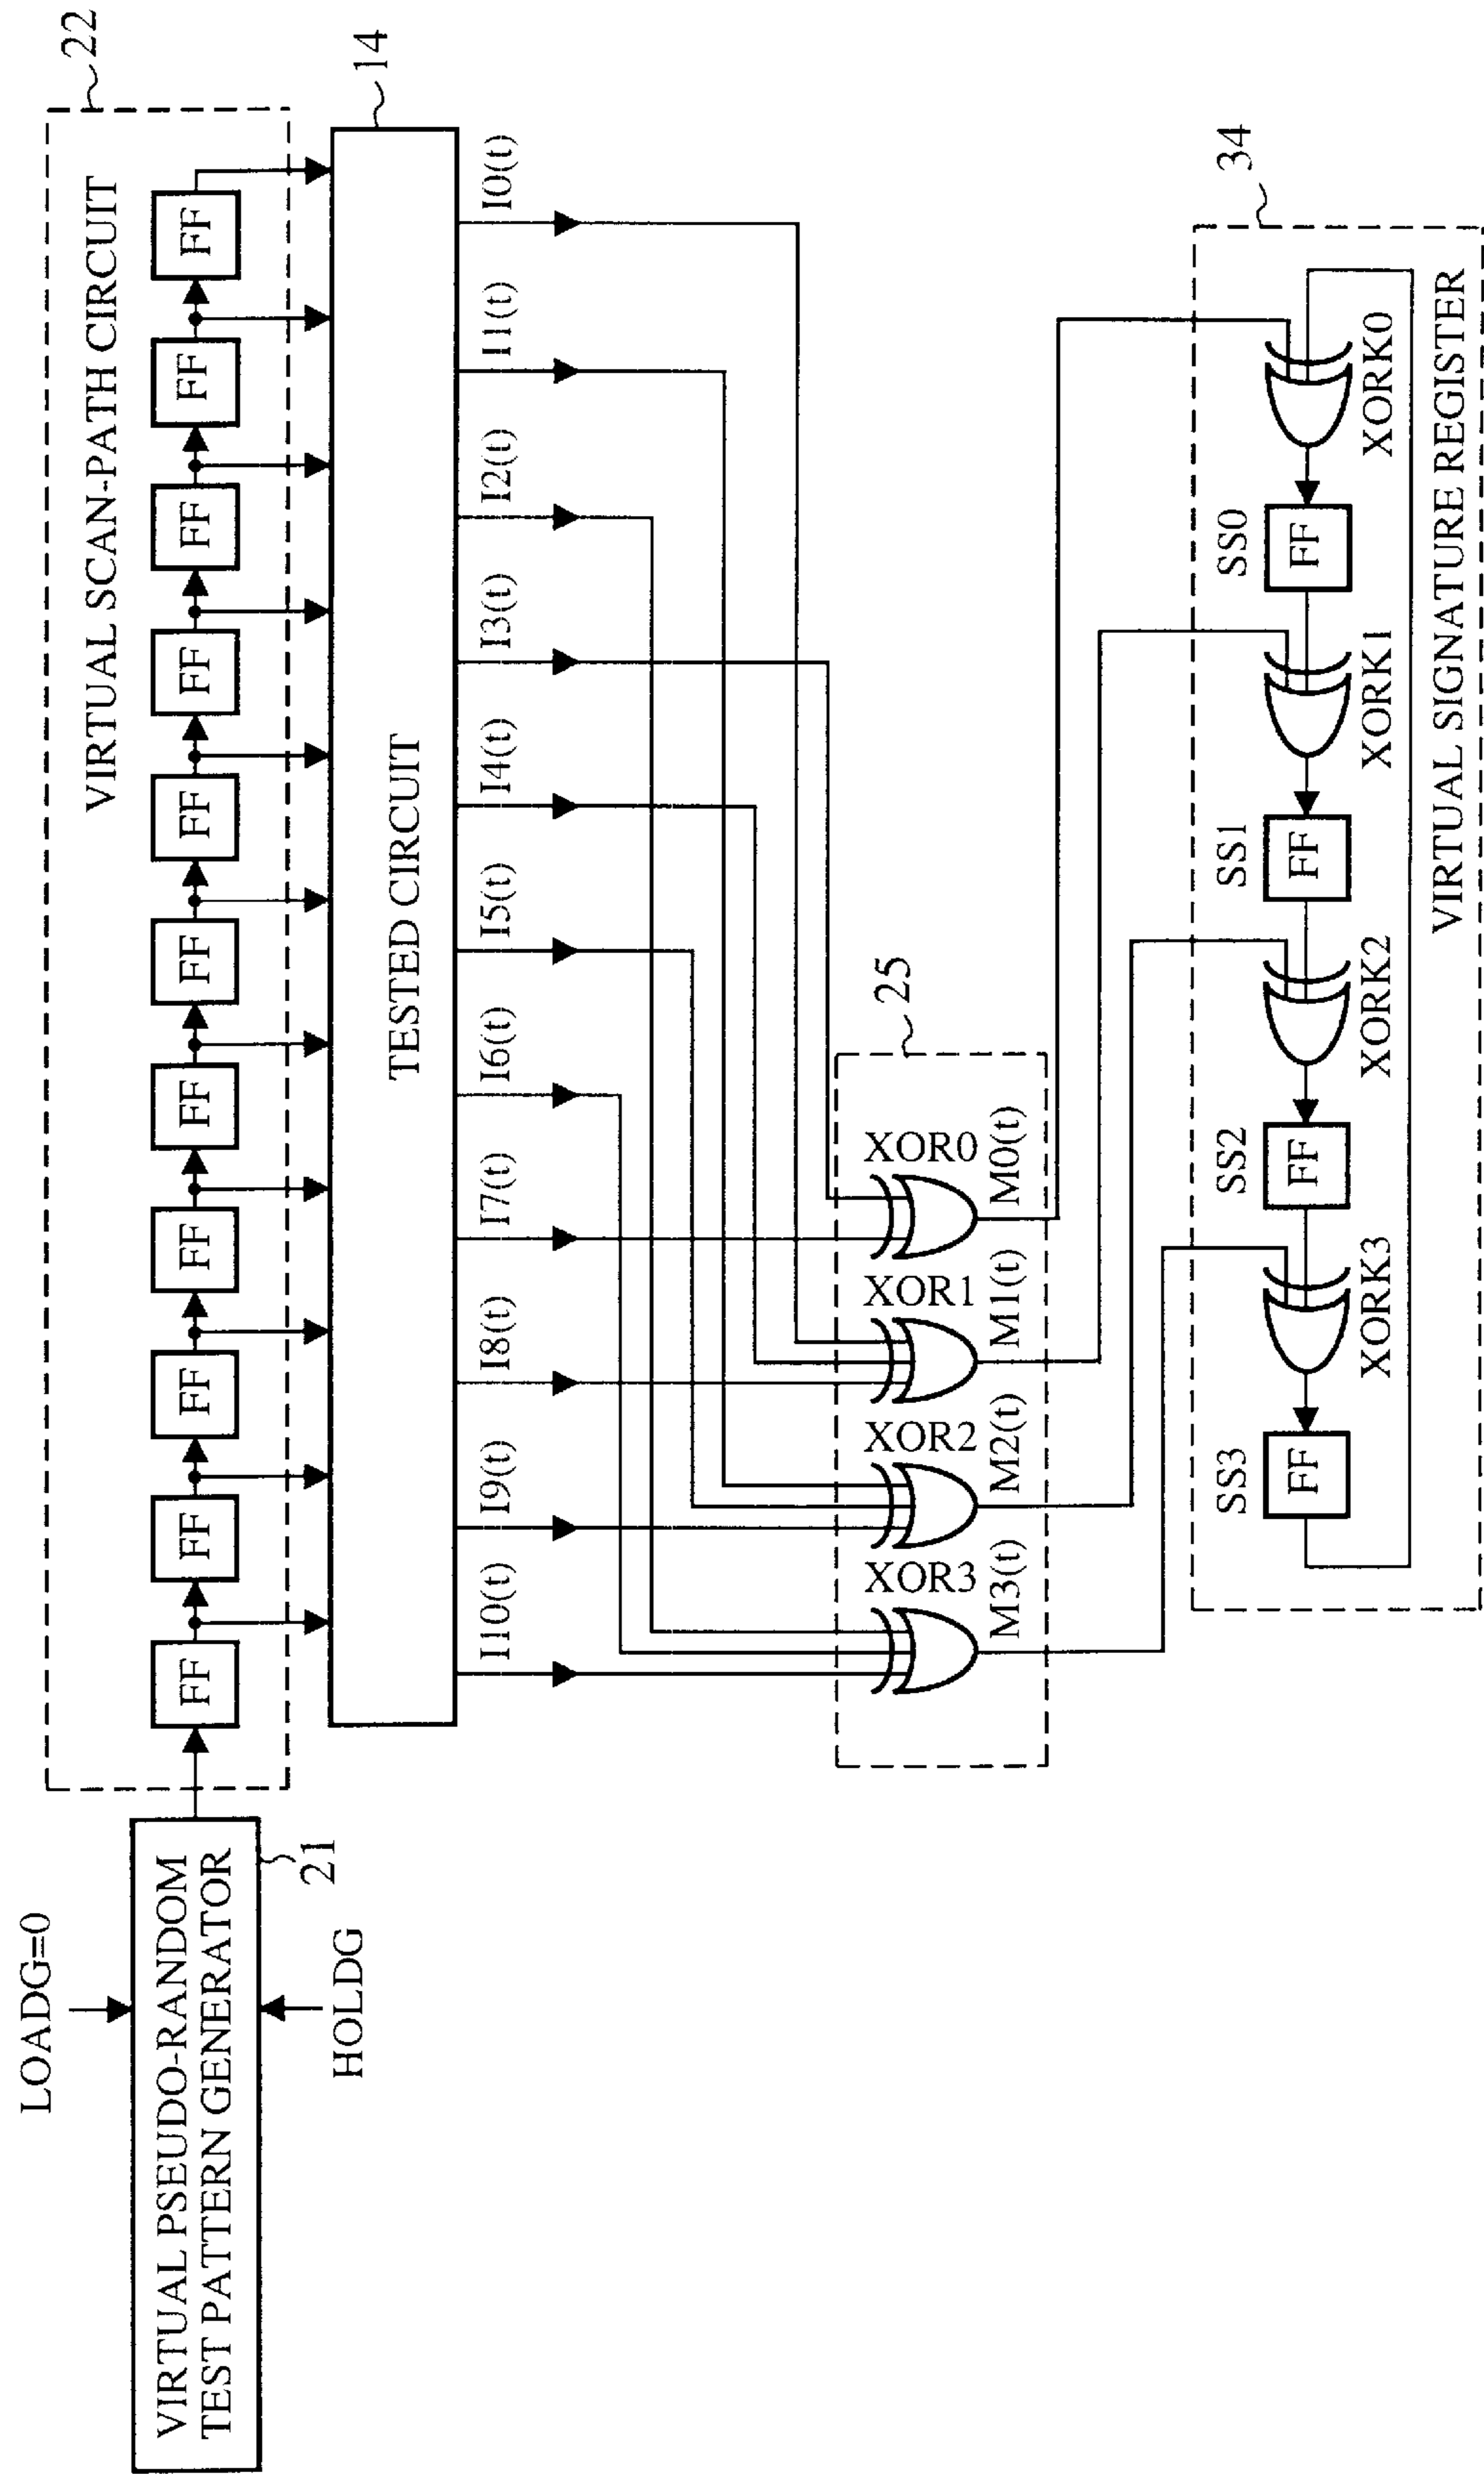 LOADG=0
VIRTUAL PSEUDO-RANDOM
TEST PATTERN GENERATOR
21
HOLDG
22
VIRTUAL SCAN-PATH CIRCUIT
FF
FF
FF
FF
FF
FF
FF
FF
FF
FF
FF
14
TESTED CIRCUIT
I10(t)
I9(t)
I8(t)
I7(t)
I6(t)
I5(t)
I4(t)
I3(t)
I2(t)
I1(t)
I0(t)
25
XOR3
XOR2
XOR1
XOR0
M3(t)
M2(t)
M1(t)
M0(t)
34
SS3
SS2
SS1
SS0
FF
FF
FF
FF
XORK3
XORK2
XORK1
XORK0
VIRTUAL SIGNATURE REGISTER